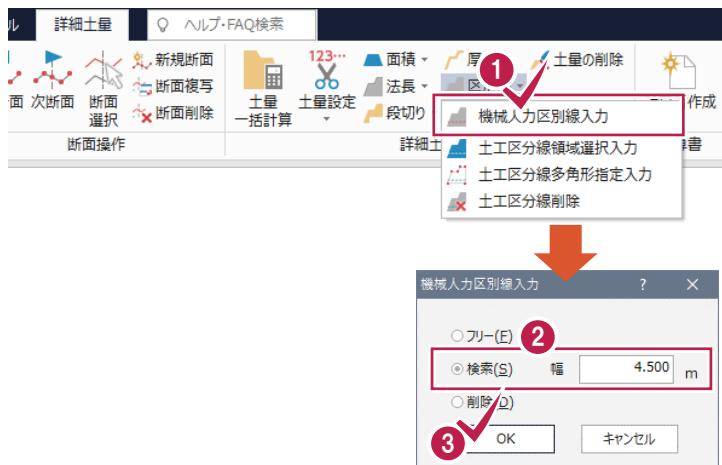 ル 詳細土量 ヘルプ・FAQ検索
123… 面積 厚 土量の削除
新規断面
法長 区
面 次断面 断面選択 断面複写 土量一括計算 土量設定 作成
断面削除 段切り
断面操作 詳細土 書
1
機械人力区別線入力
土工区分線領域選択入力
土工区分線多角形指定入力
土工区分線削除
機械人力区別線入力 ? ×
フリー(F)
2
検索(S) 幅 4.500 m
削除(D)
3
OK キャンセル